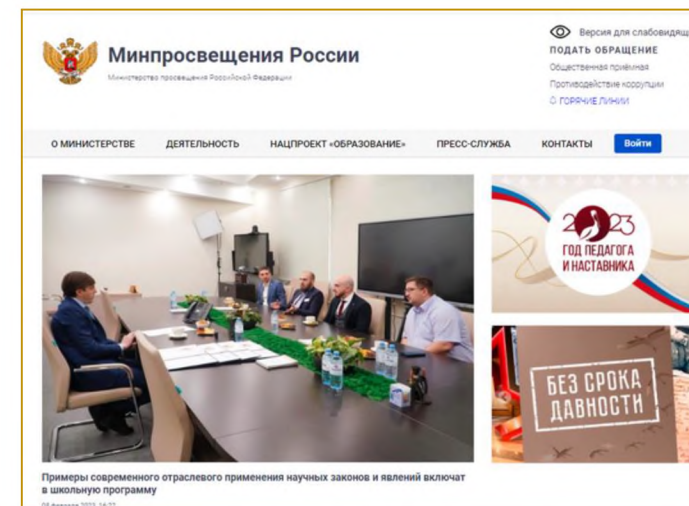 Минпросвещения России
Министерство просвещения Российской Федерации
Версия для слабовидящ
ПОДАТЬ ОБРАЩЕНИЕ
Общественная приёмная
Противодействие коррупции
ГОРЯЧИЕ ЛИНИИ
О МИНИСТЕРСТВЕ ДЕЯТЕЛЬНОСТЬ НАЦПРОЕКТ «ОБРАЗОВАНИЕ» ПРЕСС-СЛУЖБА КОНТАКТЫ Войти
2023
ГОД ПЕДАГОГА
И НАСТАВНИКА
БЕЗ СРОКА
ДАВНОСТИ
Примеры современного отраслевого применения научных законов и явлений включат
в школьную программу